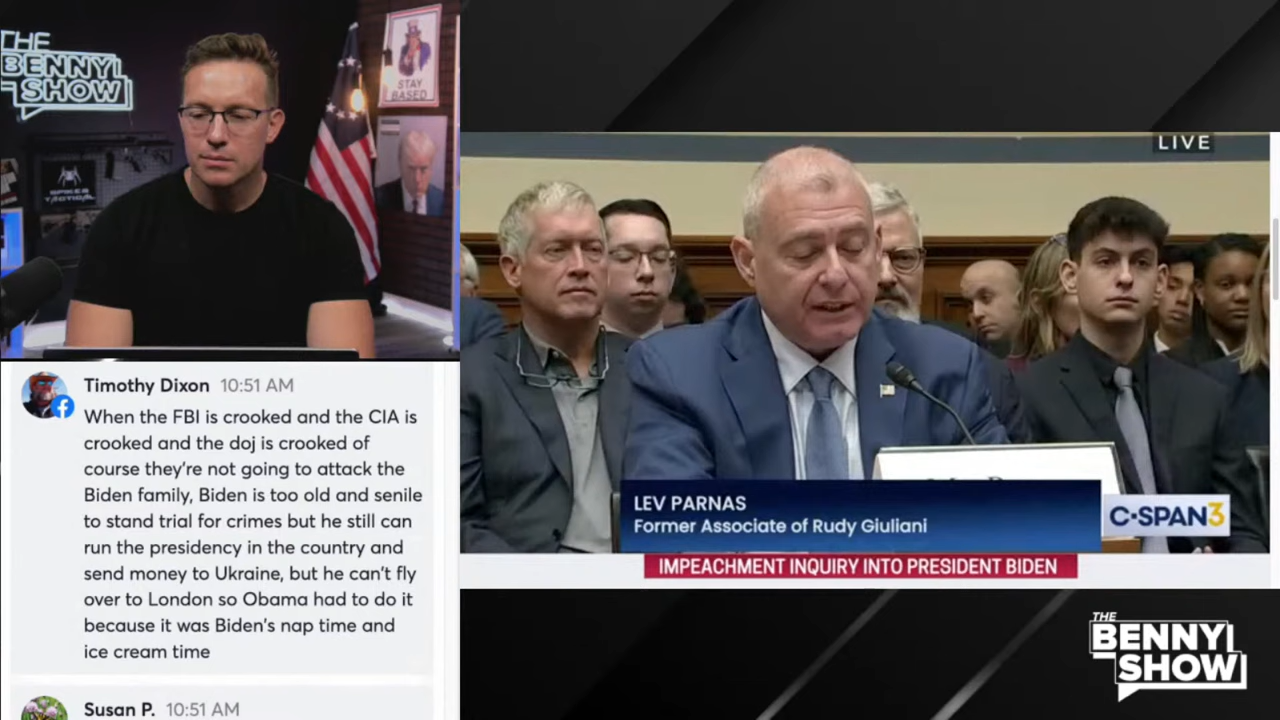 THE
BENNY
SHOW
STAY
BASED
SPIKES
TACTICAL
LIVE
Timothy Dixon 10:51 AM
When the FBI is crooked and the CIA is
crooked and the doj is crooked of
course they're not going to attack the
Biden family, Biden is too old and senile
to stand trial for crimes but he still can
run the presidency in the country and
send money to Ukraine, but he can't fly
over to London so Obama had to do it
because it was Biden's nap time and
ice cream time
Susan P. 10:51 AM
LEV PARNAS
Former Associate of Rudy Giuliani
C-SPAN3
IMPEACHMENT INQUIRY INTO PRESIDENT BIDEN
THE
BENNY
SHOW